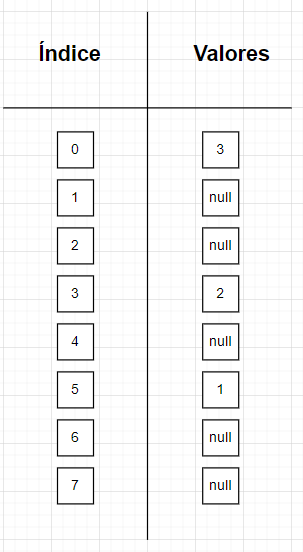 Índice Valores
0 3
1 null
2 null
3 2
4 null
5 1
6 null
7 null